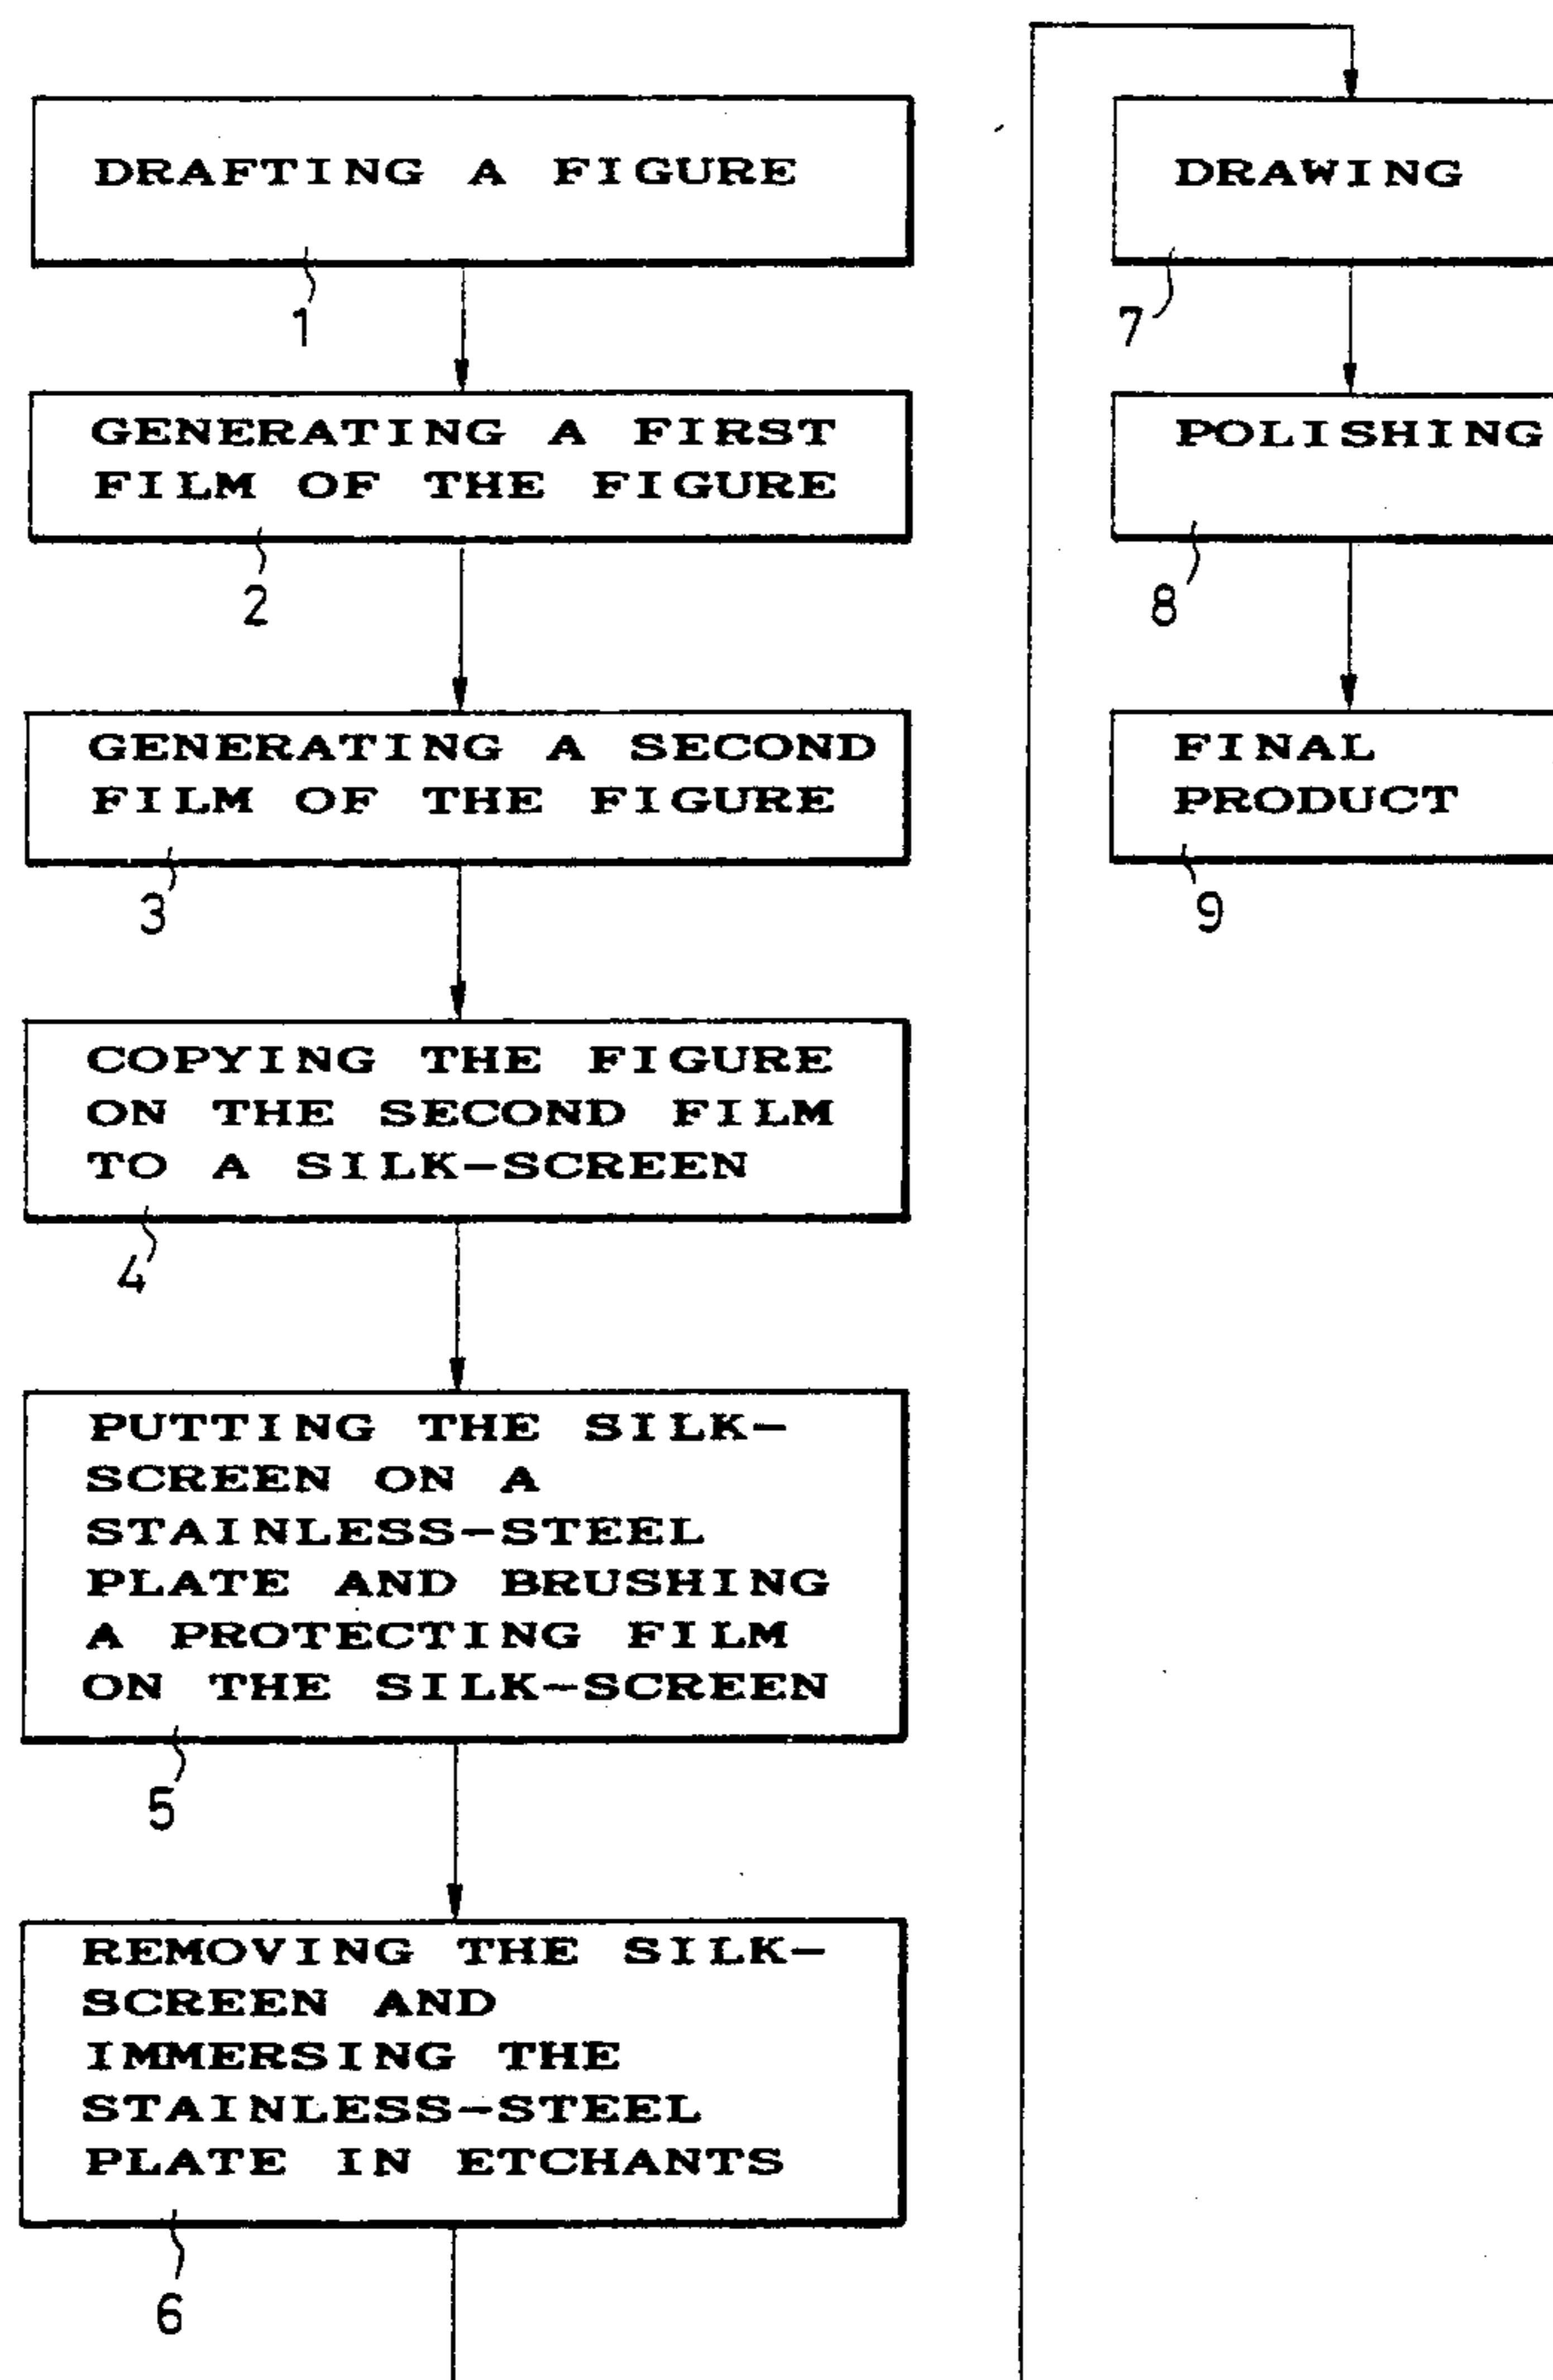 DRAFTING A FIGURE
1
GENERATING A FIRST
FILM OF THE FIGURE
2
GENERATING A SECOND
FILM OF THE FIGURE
3
COPYING THE FIGURE
ON THE SECOND FILM
TO A SILK-SCREEN
4
PUTTING THE SILK-
SCREEN ON A
STAINLESS-STEEL
PLATE AND BRUSHING
A PROTECTING FILM
ON THE SILK-SCREEN
5
REMOVING THE SILK-
SCREEN AND
IMMERSING THE
STAINLESS-STEEL
PLATE IN ETCHANTS
6
DRAWING
7
POLISHING
8
FINAL
PRODUCT
9